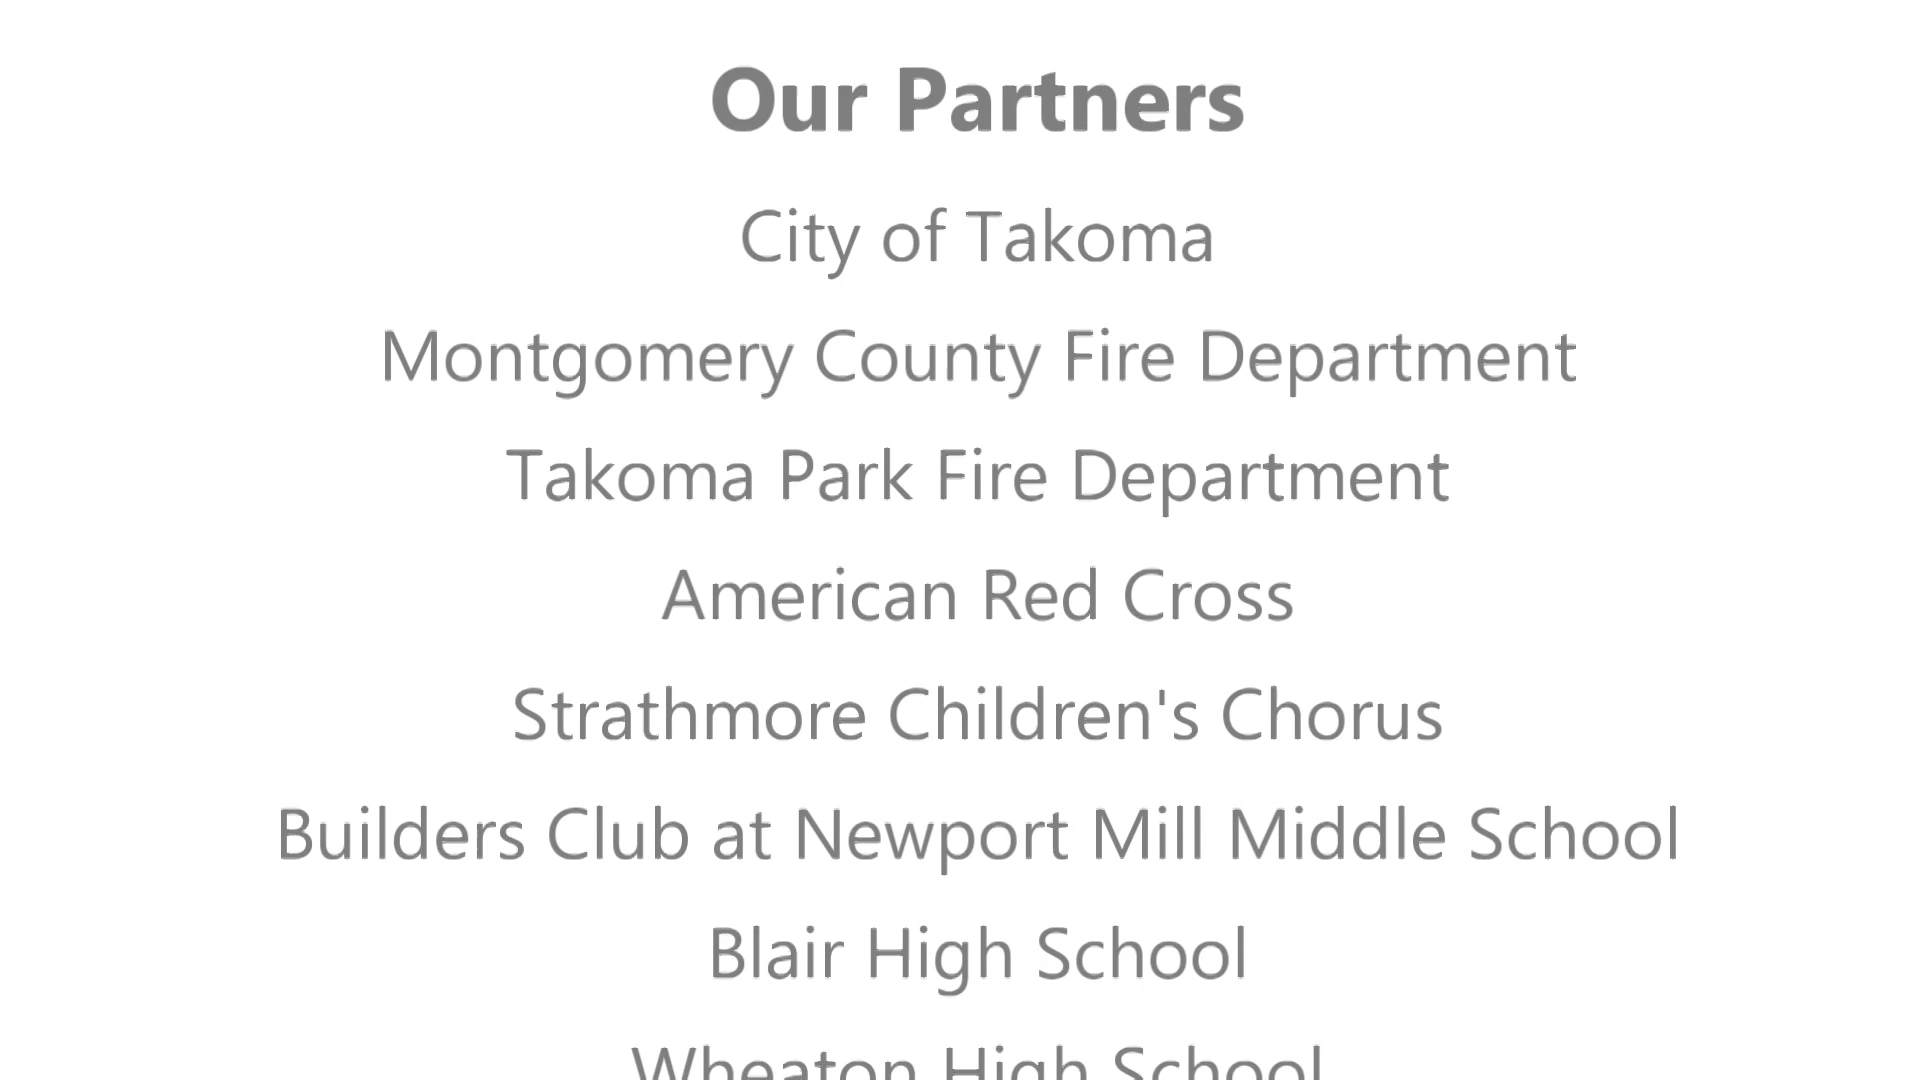 Our Partners
City of Takoma
Montgomery County Fire Department
Takoma Park Fire Department
American Red Cross
Strathmore Children's Chorus
Builders Club at Newport Mill Middle School
Blair High School
Wheaton High School